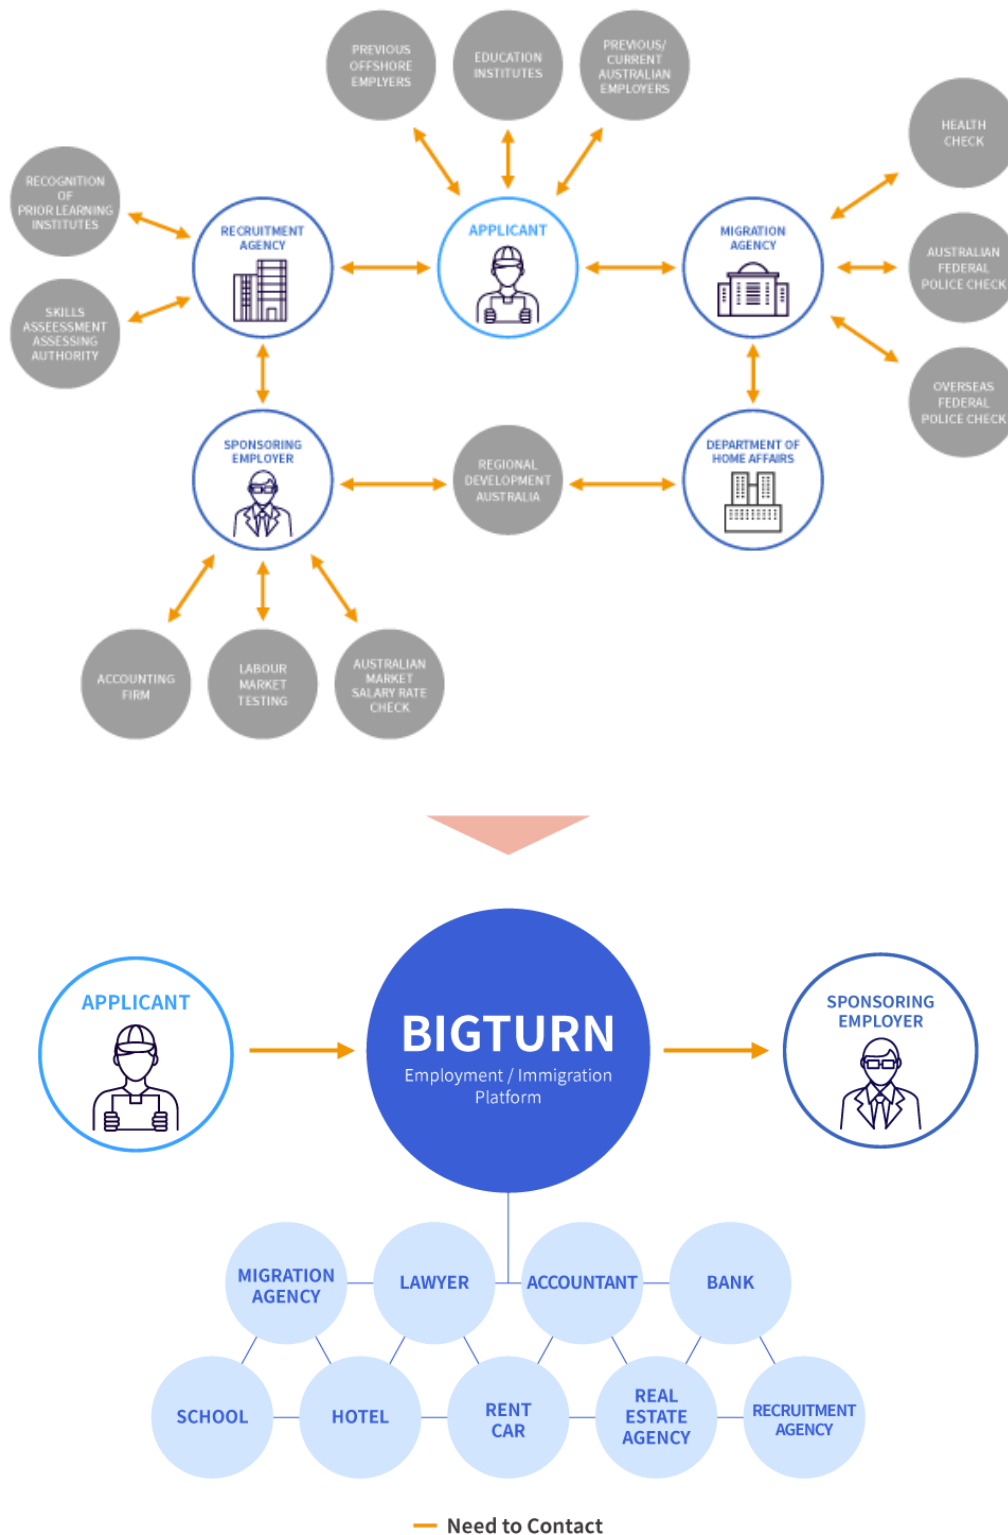 PREVIOUS
OFFSHORE
EMPLYERS
EDUCATION
INSTITUTES
PREVIOUS/
CURRENT
AUSTRALIAN
EMPLOYERS
HEALTH
CHECK
RECOGNITION
OF
PRIOR LEARNING
INSTITUTES
RECRUITMENT
AGENCY
APPLICANT
MIGRATION
AGENCY
AUSTRALIAN
FEDERAL
POLICE CHECK
SKILLS
ASSEESSMENT
ASSESSING
AUTHORITY
OVERSEAS
FEDERAL
POLICE CHECK
SPONSORING
EMPLOYER
REGIONAL
DEVELOPMENT
AUSTRALIA
DEPARTMENT OF
HOME AFFAIRS
ACCOUNTING
FIRM
LABOUR
MARKET
TESTING
AUSTRALIAN
MARKET
SALARY RATE
CHECK
APPLICANT
BIGTURN
Employment / Immigration
Platform
SPONSORING
EMPLOYER
MIGRATION
AGENCY
LAWYER
ACCOUNTANT
BANK
SCHOOL
HOTEL
RENT
CAR
REAL
ESTATE
AGENCY
RECRUITMENT
AGENCY
Need to Contact